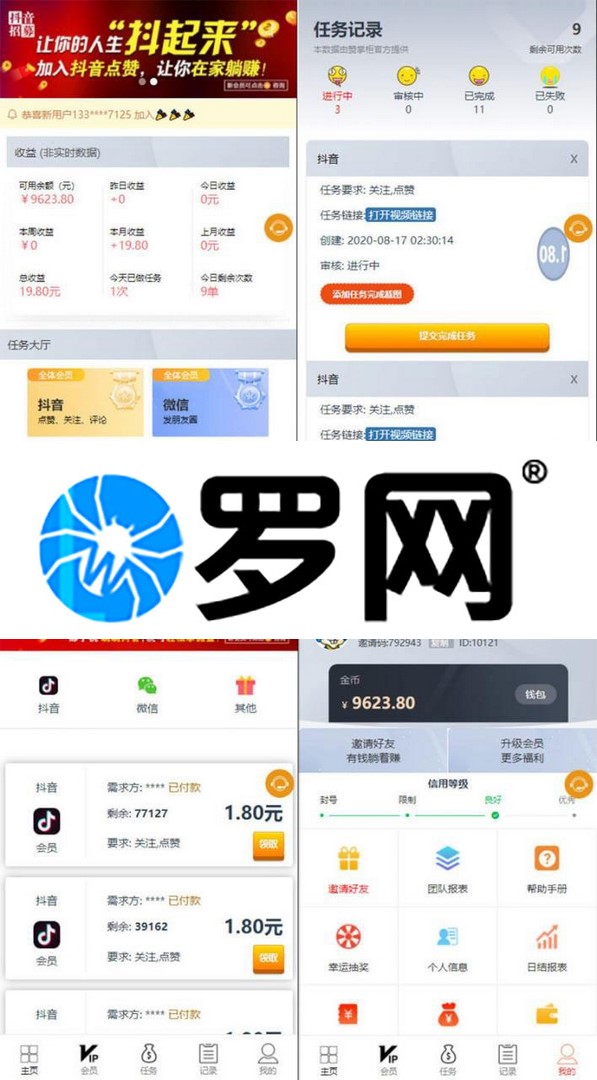 抖音
招募
让你的人生“抖起来”
加入抖音点赞，让你在家躺赚！
恭喜新用户133****7125 加入
收益 (非实时数据)
可用余额（元） 昨日收益 今日收益
￥9623.80 +0 0元
本周收益 本月收益 上月收益
￥0 +19.80 0元
总收益 今天已做任务 今日剩余次数
19.80元 1次 9单
任务大厅
全体会员 全体会员
抖音 微信
点赞、关注、评论 发朋友圈
任务记录 9
本数据由赞掌柜官方提供 剩余可用次数
进行中 审核中 已完成 已失败
3 0 11 0
抖音 X
任务要求: 关注,点赞
任务链接: 打开视频链接
创建: 2020-08-17 02:30:14
审核: 进行中
添加任务完成截图
提交完成任务
抖音 X
任务要求: 关注,点赞
任务链接: 打开视频链接
罗网®
抖音 微信 其他
抖音 需求方: **** 已付款
剩余: 77127 1.80元
会员 要求: 关注,点赞 领取
抖音 需求方: **** 已付款
剩余: 39162 1.80元
会员 要求: 关注,点赞 领取
抖音 需求方: **** 已付款
主页 会员 任务 记录 我的
邀请码:792943 复制 ID:10121
金币
￥9623.80 钱包
邀请好友 升级会员
有钱躺着赚 更多福利
信用等级
封号 限制 良好 优秀
邀请好友 团队报表 帮助手册
幸运抽奖 个人信息 日结报表
主页 会员 任务 记录 我的